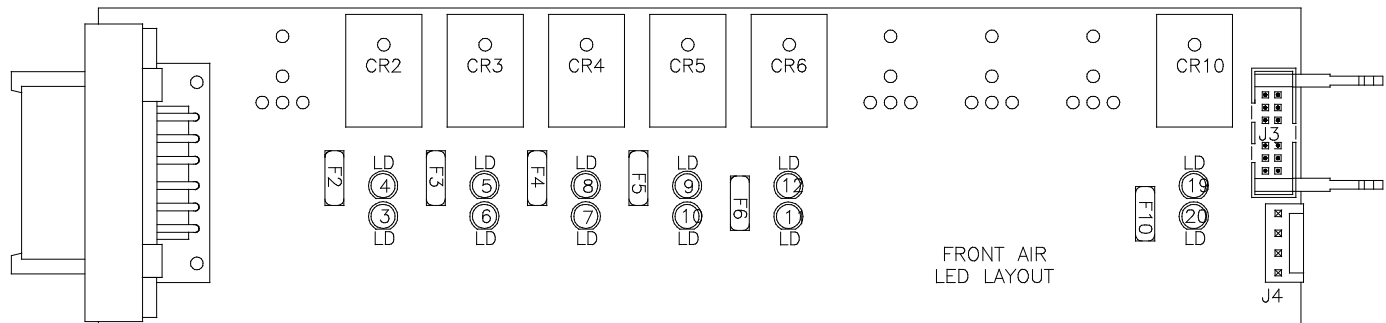 CR2 CR3 CR4 CR5 CR6 CR10
J3
LD LD LD LD LD LD
F2 F3 F4 F5 F6 F10
4 5 8 9 12 19
3 6 7 10 11 20
LD LD LD LD LD LD
FRONT AIR
LED LAYOUT
J4